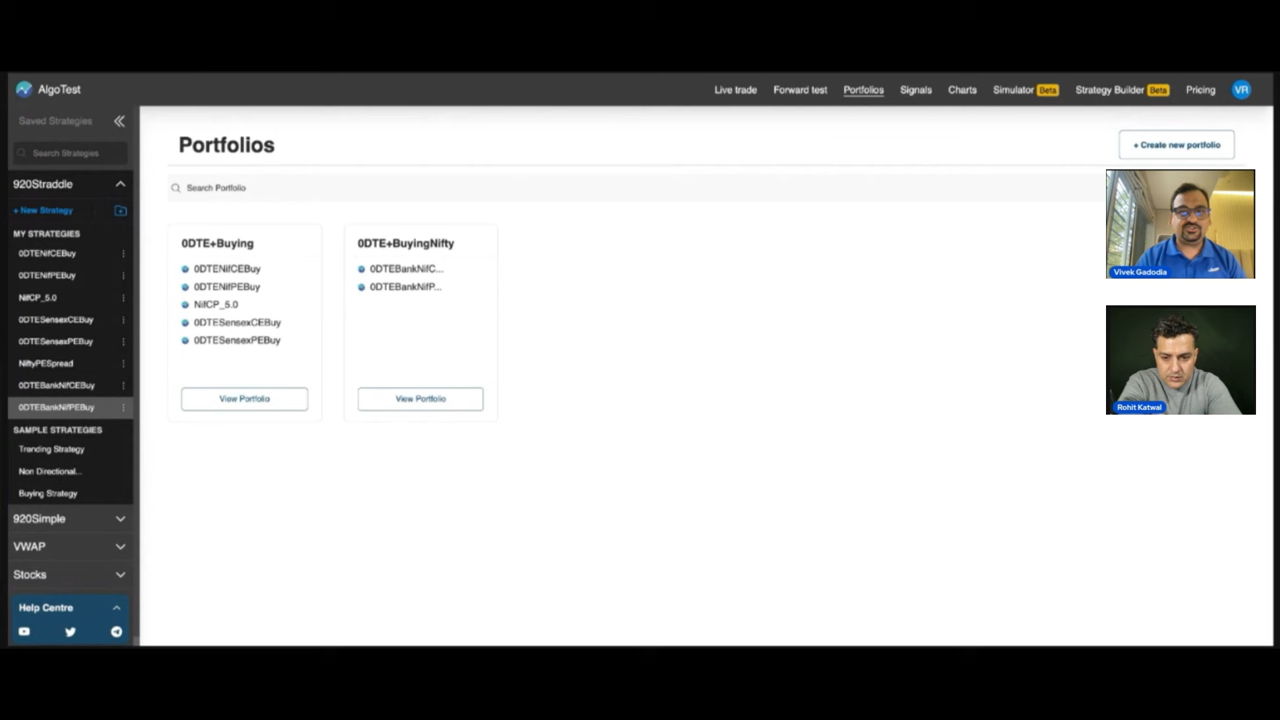 AlgoTest
Live trade
Forward test
Portfolios
Signals
Charts
Simulator Beta
Strategy Builder Beta
Pricing
VR
Saved Strategies
Search Strategies
920Straddle
+ New Strategy
MY STRATEGIES
0DTENifCEBuy
0DTENifPEBuy
NifCP_5.0
0DTESensexCEBuy
0DTESensexPEBuy
NiftyPESpread
0DTEBankNifCEBuy
0DTEBankNifPEBuy
SAMPLE STRATEGIES
Trending Strategy
Non Directional...
Buying Strategy
920Simple
VWAP
Stocks
Help Centre
Portfolios
+ Create new portfolio
Search Portfolio
0DTE+Buying
0DTENifCEBuy
0DTENifPEBuy
NifCP_5.0
0DTESensexCEBuy
0DTESensexPEBuy
View Portfolio
0DTE+BuyingNifty
0DTEBankNifC...
0DTEBankNifP...
View Portfolio
Vivek Gadodia
Rohit Katwal